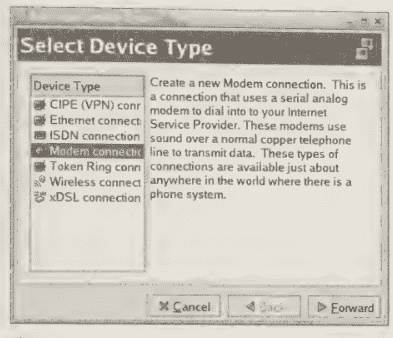 Select Device Type
Device Type
CIPE (VPN) conr
Ethernet connecti
ISDN connection
Modem connectic
Token Ring conn
Wireless connect
xDSL connection
Create a new Modem connection. This is
a connection that uses a serial analog
modem to dial into to your Internet
Service Provider. These modems use
sound over a normal copper telephone
line to transmit data. These types of
connections are available just about
anywhere in the world where there is a
phone system.
Cancel
Back
Forward